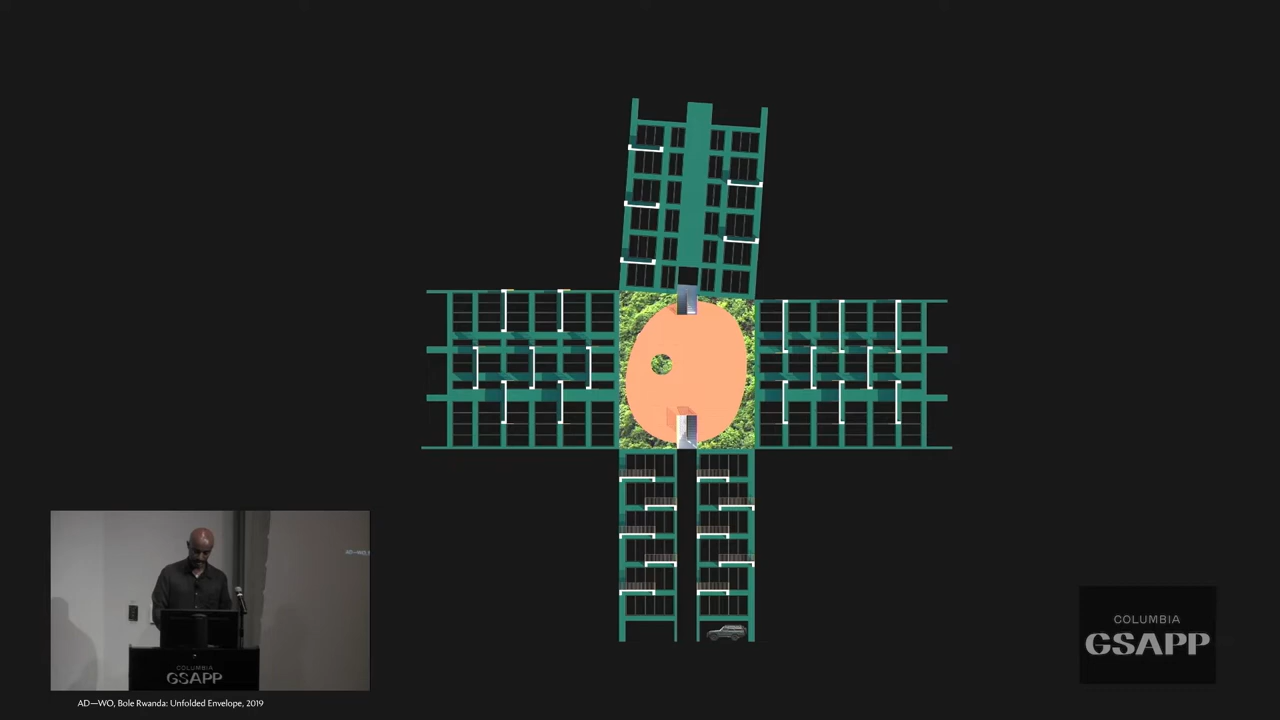 COLUMBIA
GSAPP
COLUMBIA
GSAPP
AD—WO, Bole Rwanda: Unfolded Envelope, 2019